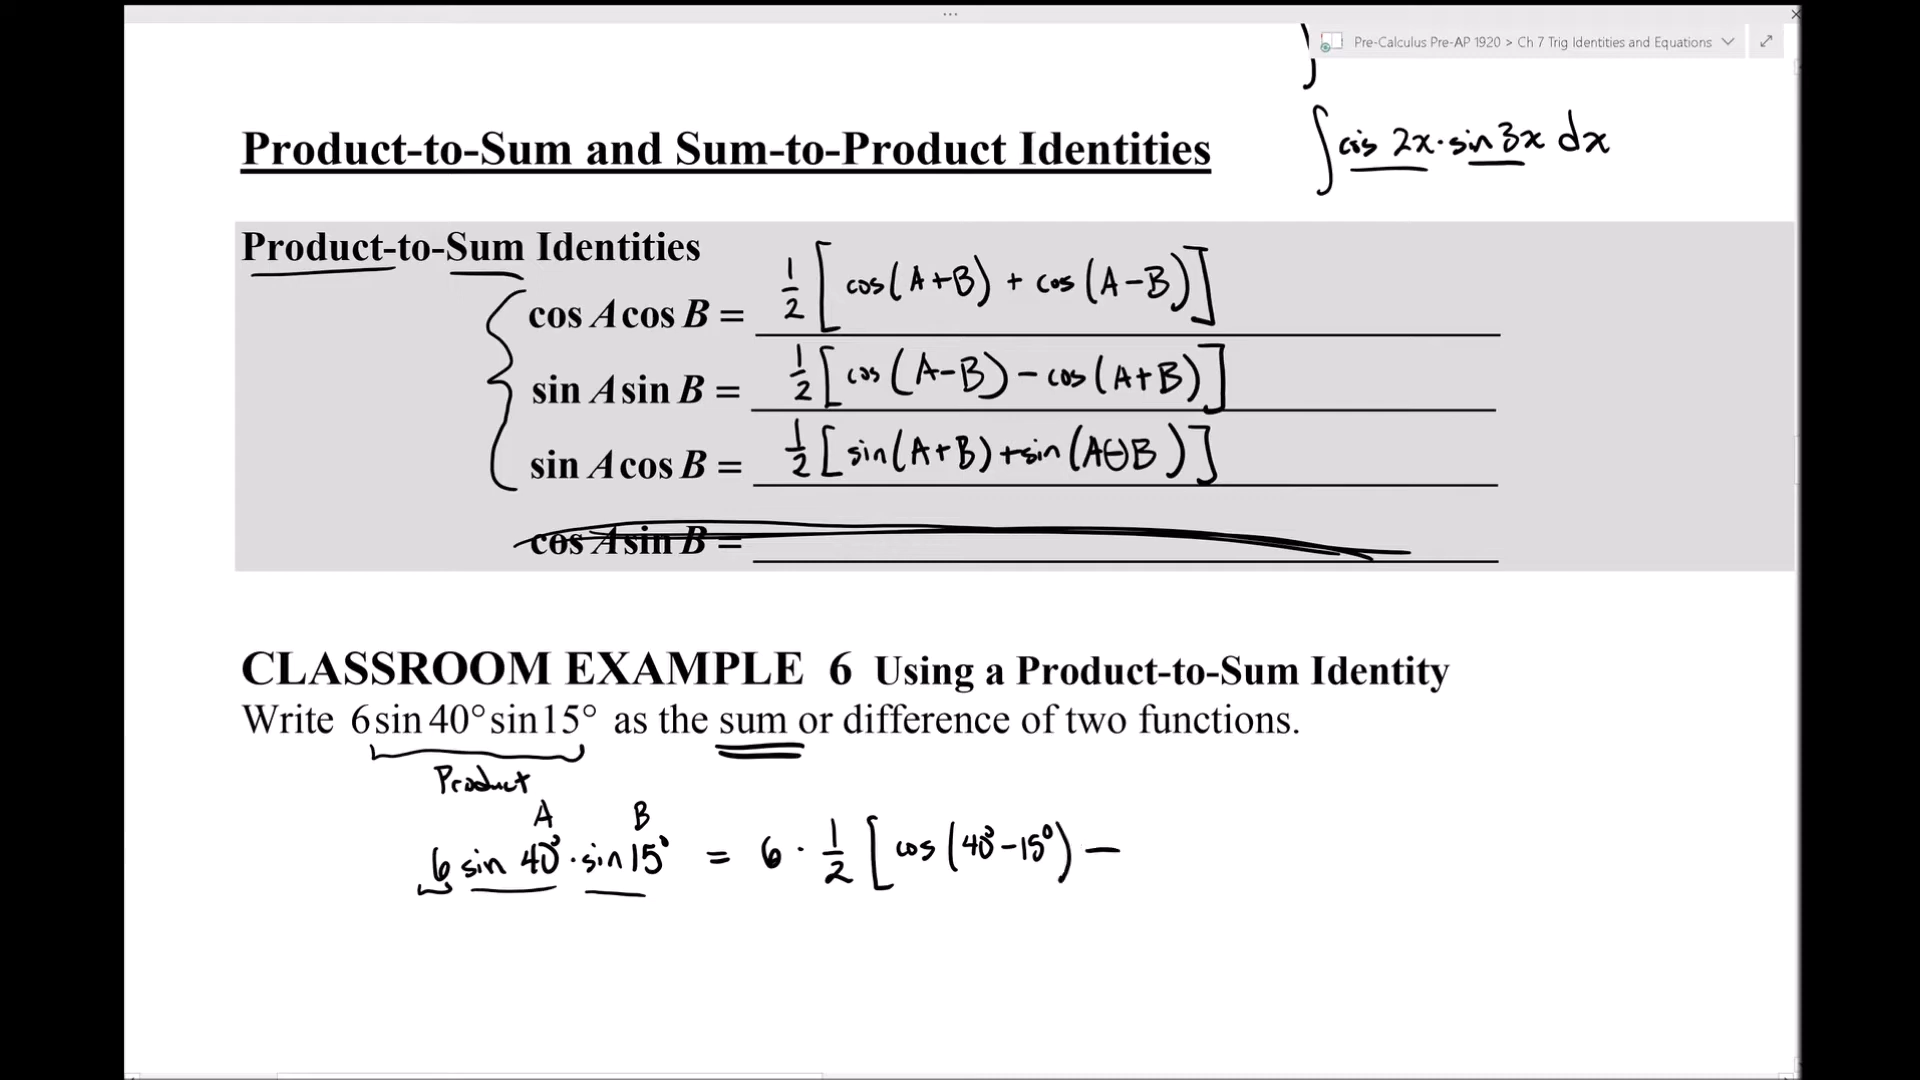 Pre-Calculus Pre-AP 1920 > Ch 7 Trig Identities and Equations
∫ cos 2x · sin 3x dx
Product-to-Sum and Sum-to-Product Identities
Product-to-Sum Identities
cos A cos B = 1/2 [cos(A+B) + cos(A−B)]
sin A sin B = 1/2 [cos(A−B) − cos(A+B)]
sin A cos B = 1/2 [sin(A+B) + sin(A−B)]
cos A sin B =
CLASSROOM EXAMPLE 6 Using a Product-to-Sum Identity
Write 6 sin 40° sin 15° as the sum or difference of two functions.
Product
A B
6 sin 40° · sin 15° = 6 · 1/2 [cos(40° − 15°) −